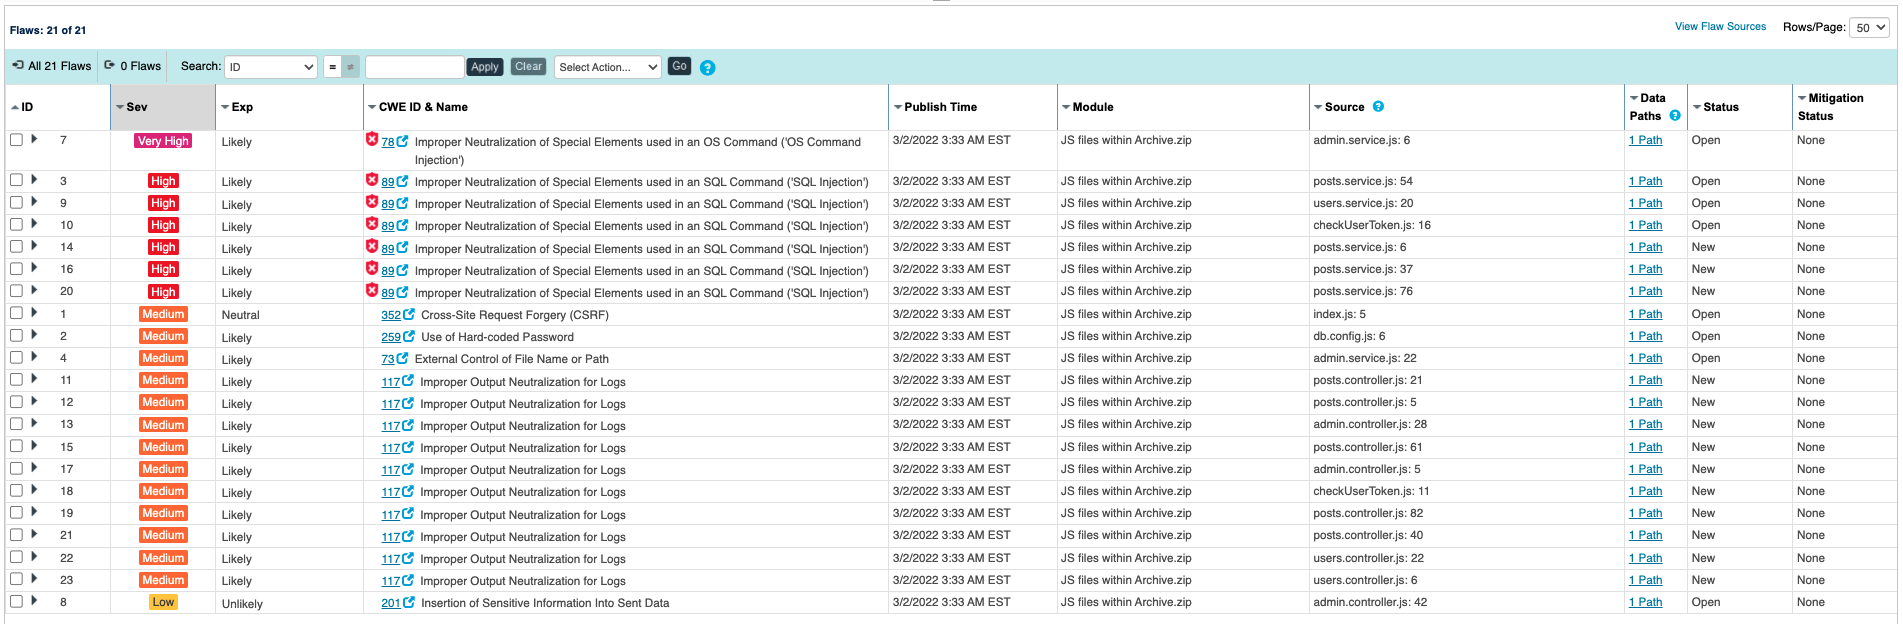 Flaws: 21 of 21
View Flaw Sources Rows/Page: 50
All 21 Flaws 0 Flaws Search: ID = ≠ Apply Clear Select Action... Go ?
ID Sev Exp CWE ID & Name Publish Time Module Source ? Data Paths ? Status Mitigation Status
7 Very High Likely 78 Improper Neutralization of Special Elements used in an OS Command ('OS Command Injection') 3/2/2022 3:33 AM EST JS files within Archive.zip admin.service.js: 6 1 Path Open None
3 High Likely 89 Improper Neutralization of Special Elements used in an SQL Command ('SQL Injection') 3/2/2022 3:33 AM EST JS files within Archive.zip posts.service.js: 54 1 Path Open None
9 High Likely 89 Improper Neutralization of Special Elements used in an SQL Command ('SQL Injection') 3/2/2022 3:33 AM EST JS files within Archive.zip users.service.js: 20 1 Path Open None
10 High Likely 89 Improper Neutralization of Special Elements used in an SQL Command ('SQL Injection') 3/2/2022 3:33 AM EST JS files within Archive.zip checkUserToken.js: 16 1 Path Open None
14 High Likely 89 Improper Neutralization of Special Elements used in an SQL Command ('SQL Injection') 3/2/2022 3:33 AM EST JS files within Archive.zip posts.service.js: 6 1 Path New None
16 High Likely 89 Improper Neutralization of Special Elements used in an SQL Command ('SQL Injection') 3/2/2022 3:33 AM EST JS files within Archive.zip posts.service.js: 37 1 Path New None
20 High Likely 89 Improper Neutralization of Special Elements used in an SQL Command ('SQL Injection') 3/2/2022 3:33 AM EST JS files within Archive.zip posts.service.js: 76 1 Path New None
1 Medium Neutral 352 Cross-Site Request Forgery (CSRF) 3/2/2022 3:33 AM EST JS files within Archive.zip index.js: 5 1 Path Open None
2 Medium Likely 259 Use of Hard-coded Password 3/2/2022 3:33 AM EST JS files within Archive.zip db.config.js: 6 1 Path Open None
4 Medium Likely 73 External Control of File Name or Path 3/2/2022 3:33 AM EST JS files within Archive.zip admin.service.js: 22 1 Path Open None
11 Medium Likely 117 Improper Output Neutralization for Logs 3/2/2022 3:33 AM EST JS files within Archive.zip posts.controller.js: 21 1 Path New None
12 Medium Likely 117 Improper Output Neutralization for Logs 3/2/2022 3:33 AM EST JS files within Archive.zip posts.controller.js: 5 1 Path New None
13 Medium Likely 117 Improper Output Neutralization for Logs 3/2/2022 3:33 AM EST JS files within Archive.zip admin.controller.js: 28 1 Path New None
15 Medium Likely 117 Improper Output Neutralization for Logs 3/2/2022 3:33 AM EST JS files within Archive.zip posts.controller.js: 61 1 Path New None
17 Medium Likely 117 Improper Output Neutralization for Logs 3/2/2022 3:33 AM EST JS files within Archive.zip admin.controller.js: 5 1 Path New None
18 Medium Likely 117 Improper Output Neutralization for Logs 3/2/2022 3:33 AM EST JS files within Archive.zip checkUserToken.js: 11 1 Path New None
19 Medium Likely 117 Improper Output Neutralization for Logs 3/2/2022 3:33 AM EST JS files within Archive.zip posts.controller.js: 82 1 Path New None
21 Medium Likely 117 Improper Output Neutralization for Logs 3/2/2022 3:33 AM EST JS files within Archive.zip posts.controller.js: 40 1 Path New None
22 Medium Likely 117 Improper Output Neutralization for Logs 3/2/2022 3:33 AM EST JS files within Archive.zip users.controller.js: 22 1 Path New None
23 Medium Likely 117 Improper Output Neutralization for Logs 3/2/2022 3:33 AM EST JS files within Archive.zip users.controller.js: 6 1 Path New None
8 Low Unlikely 201 Insertion of Sensitive Information Into Sent Data 3/2/2022 3:33 AM EST JS files within Archive.zip admin.controller.js: 42 1 Path Open None